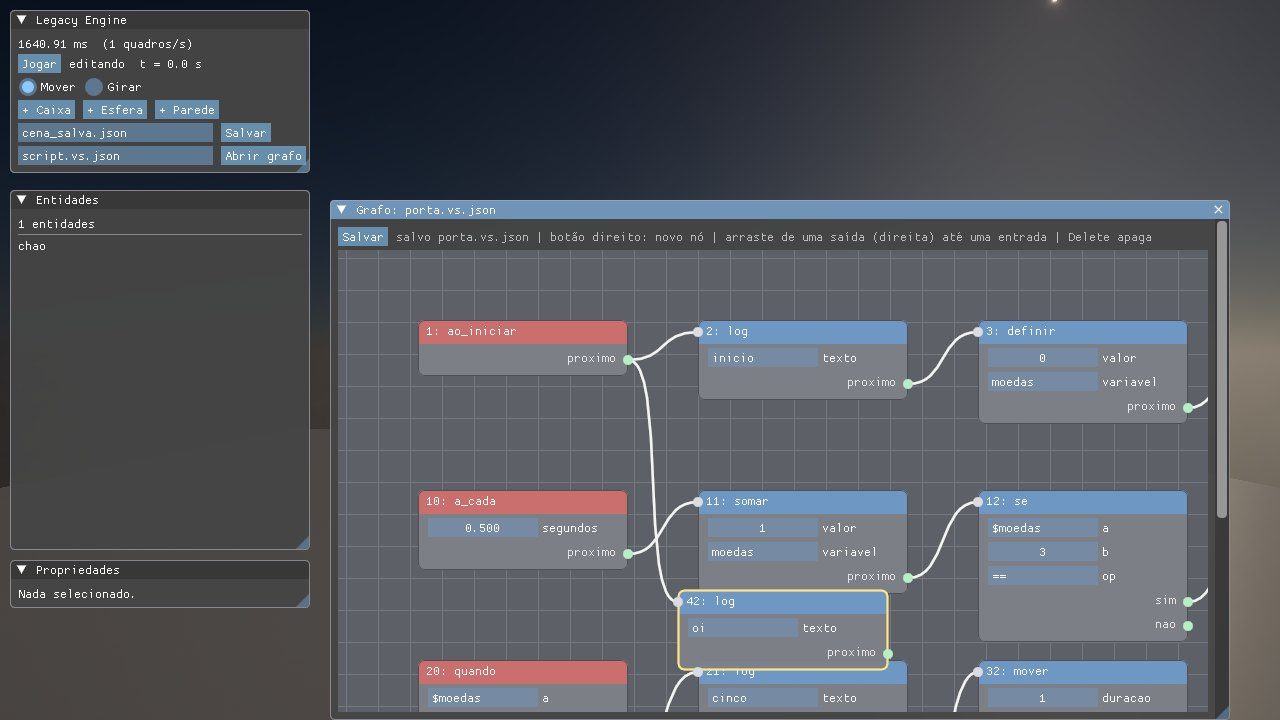 Legacy Engine
1640.91 ms (1 quadros/s)
Jogar editando t = 0.0 s
Mover Girar
+ Caixa + Esfera + Parede
cena_salva.json Salvar
script.vs.json Abrir grafo
Entidades
1 entidades
chao
Propriedades
Nada selecionado.
Grafo: porta.vs.json
Salvar salvo porta.vs.json | botão direito: novo nó | arraste de uma saída (direita) até uma entrada | Delete apaga
1: ao_iniciar
proximo
2: log
inicio texto
proximo
3: definir
0 valor
moedas variavel
proximo
10: a_cada
0.500 segundos
proximo
11: somar
1 valor
moedas variavel
proximo
12: se
$moedas a
3 b
== op
sim
nao
42: log
oi texto
proximo
20: quando
$moedas a
21: log
cinco texto
32: mover
1 duracao